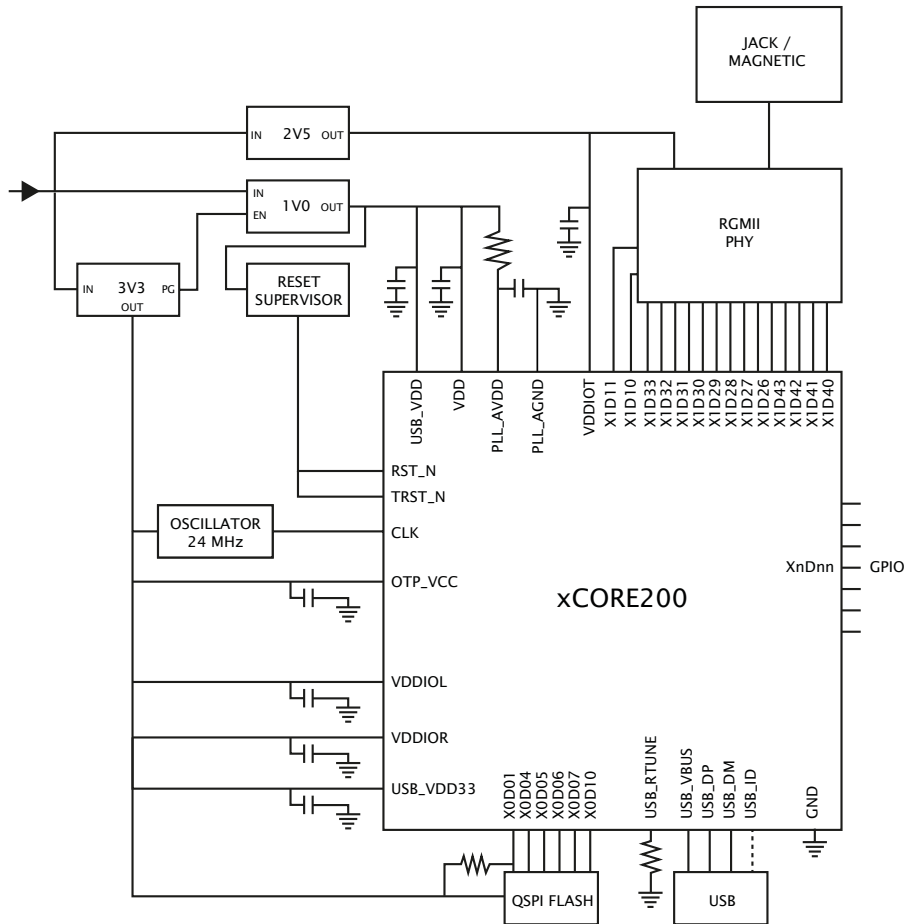 JACK /
MAGNETIC
IN 2V5 OUT
IN
1V0 OUT
EN
RGMII
PHY
3V3
IN PG
OUT
RESET
SUPERVISOR
USB_VDD
VDD
PLL_AVDD
PLL_AGND
VDDIOT
X1D11
X1D10
X1D33
X1D32
X1D31
X1D30
X1D29
X1D28
X1D27
X1D26
X1D43
X1D42
X1D41
X1D40
RST_N
TRST_N
OSCILLATOR
24 MHz
CLK
OTP_VCC
XnDnn GPIO
xCORE200
VDDIOL
VDDIOR
USB_VDD33
X0D01
X0D04
X0D05
X0D06
X0D07
X0D10
USB_RTUNE
USB_VBUS
USB_DP
USB_DM
USB_ID
GND
QSPI FLASH
USB